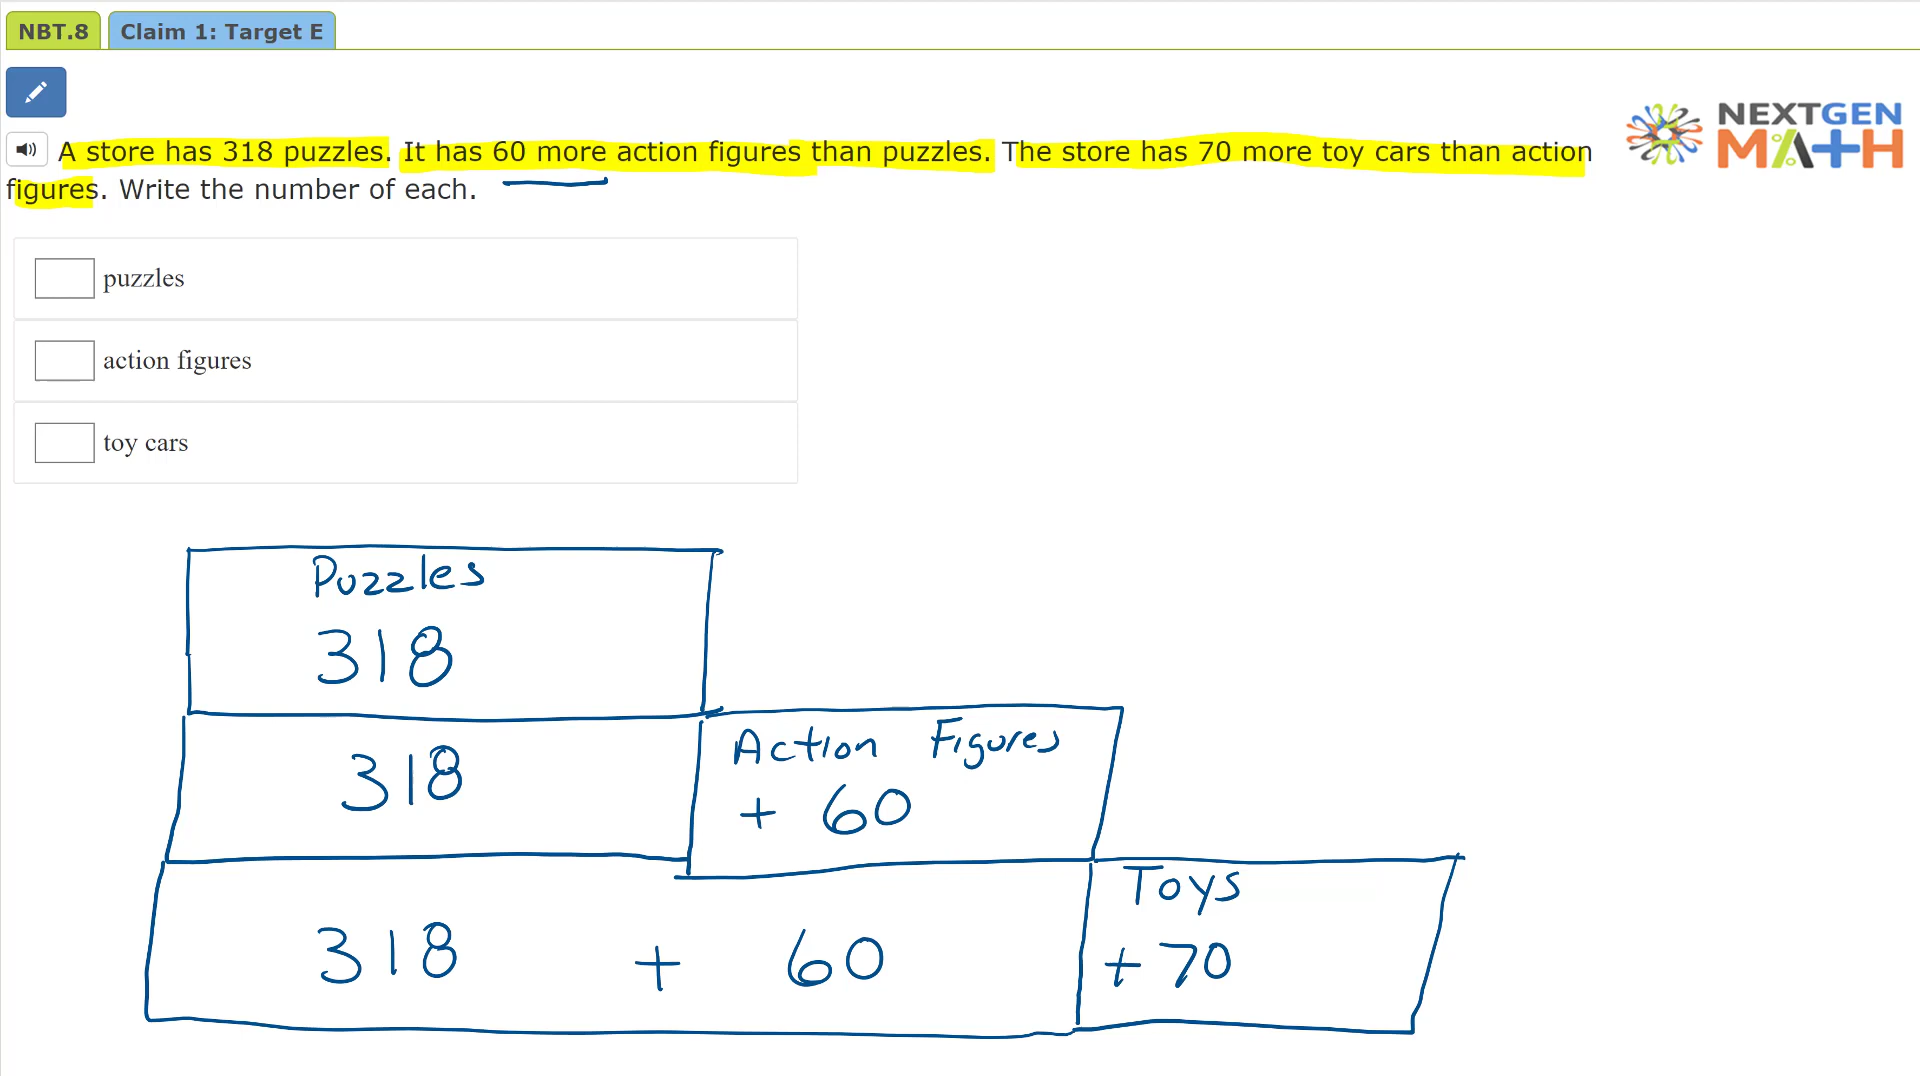 NBT.8 Claim 1: Target E
NEXTGEN
MATH
A store has 318 puzzles. It has 60 more action figures than puzzles. The store has 70 more toy cars than action
figures. Write the number of each.
puzzles
action figures
toy cars
Puzzles
318
318 Action Figures
+ 60
318 + 60 Toys
+ 70